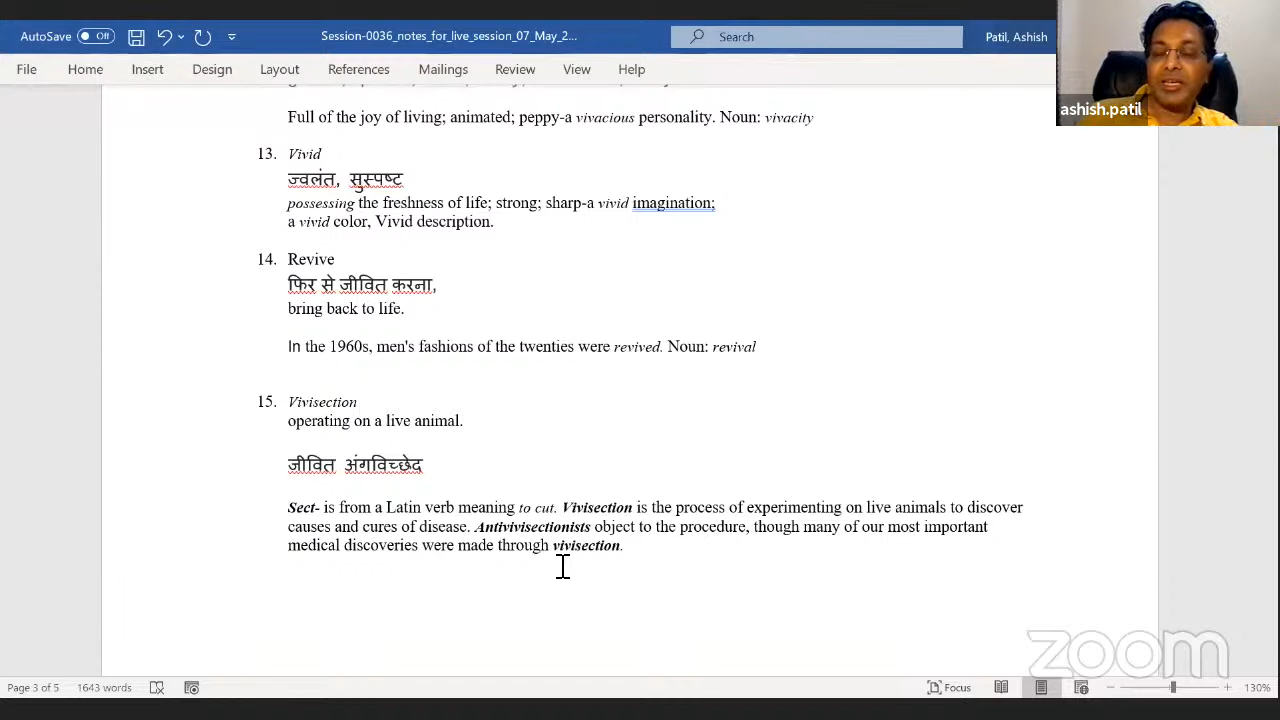 AutoSave Off Session-0036_notes_for_live_session_07_May_2... Search Patil, Ashish
File Home Insert Design Layout References Mailings Review View Help
ashish.patil
Full of the joy of living; animated; peppy-a vivacious personality. Noun: vivacity
13. Vivid
ज्वलंत, सुस्पष्ट
possessing the freshness of life; strong; sharp-a vivid imagination;
a vivid color, Vivid description.
14. Revive
फिर से जीवित करना,
bring back to life.
In the 1960s, men's fashions of the twenties were revived. Noun: revival
15. Vivisection
operating on a live animal.
जीवित अंगविच्छेद
Sect- is from a Latin verb meaning to cut. Vivisection is the process of experimenting on live animals to discover
causes and cures of disease. Antivivisectionists object to the procedure, though many of our most important
medical discoveries were made through vivisection.
zoom
Page 3 of 5 1643 words Focus 130%